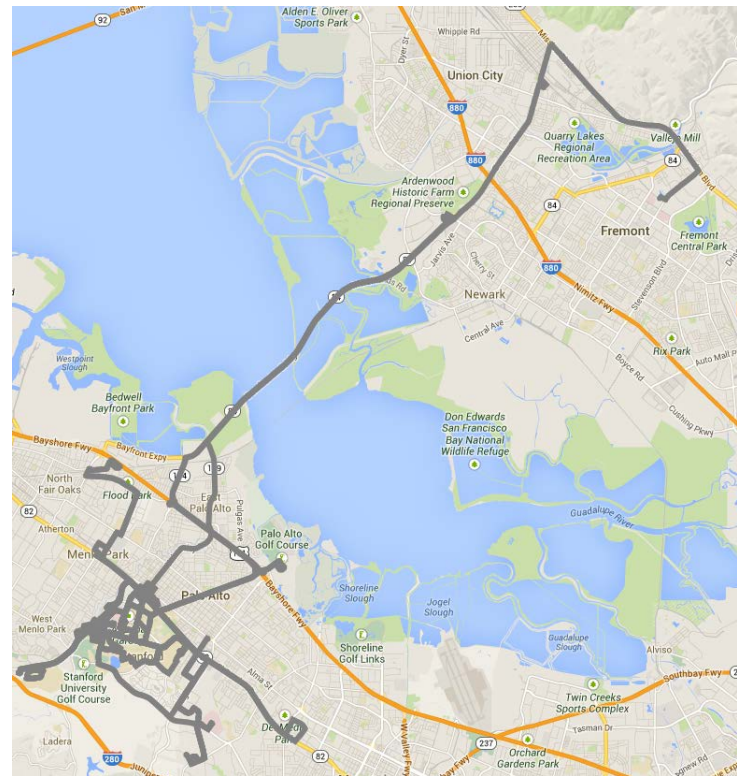 92
Alden E. Oliver
Sports Park
Whipple Rd
Dyer St
Union City
880
Quarry Lakes
Regional
Recreation Area
Vallejo Mill
84
880
Ardenwood
Historic Farm
Regional Preserve
Blvd
84
Jarvis Ave
Fremont
Fremont
Central Park
Cherry St
880
Stevenson Blvd
Nimitz Fwy
Newark
Central Ave
Rix Park
Auto Mall
Boyce Rd
Cushing Pkwy
Westpoint
Slough
Bedwell
Bayfront Park
Don Edwards
San Francisco
Bay National
Wildlife Refuge
Bayshore Fwy
Bayfront Expy
North
Fair Oaks
Flood Park
East
Palo Alto
Pulgas Ave
82
Atherton
Guadalupe River
Palo Alto
Golf Course
Menlo Park
Palo Alto
Bayshore Fwy
Shoreline
Slough
Jogel
Slough
West
Menlo Park
Guadalupe
Slough
Stanford
Shoreline
Golf Links
Alviso
Alma St
Stanford
University
Golf Course
Southbay Fwy
Twin Creeks
Sports Complex
Ladera
82
W Valley Fwy
237
Tasman Dr
Orchard
Gardens Park
280